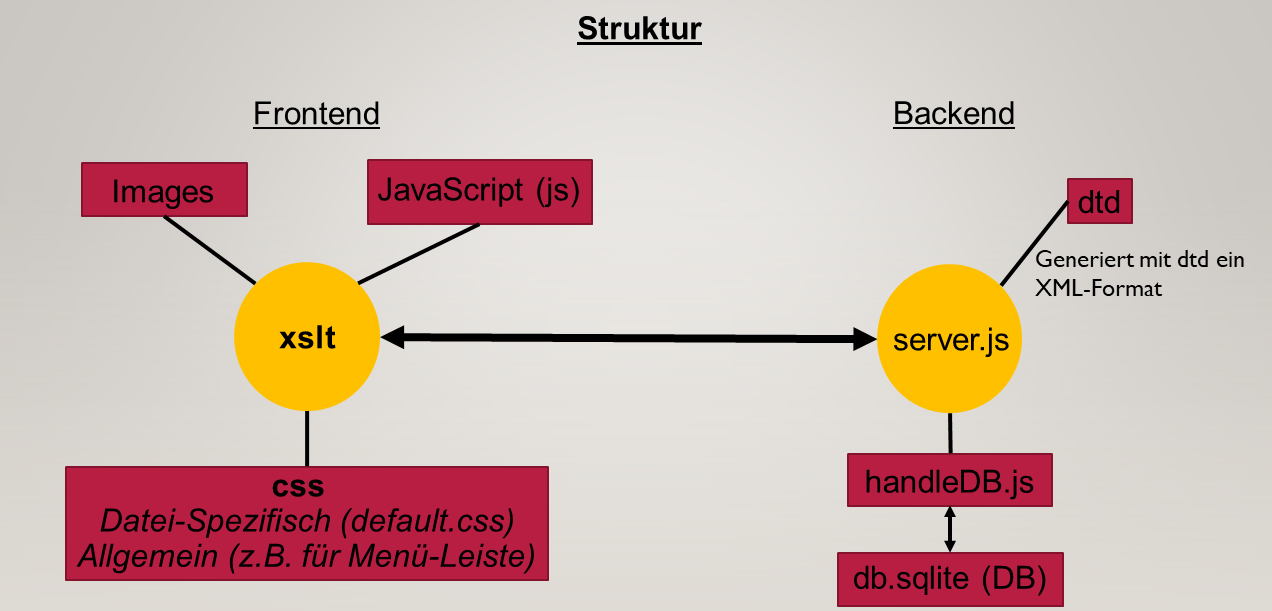 Struktur
Frontend
Backend
Images
JavaScript (js)
dtd
Generiert mit dtd ein
XML-Format
xslt
server.js
css
Datei-Spezifisch (default.css)
Allgemein (z.B. für Menü-Leiste)
handleDB.js
db.sqlite (DB)